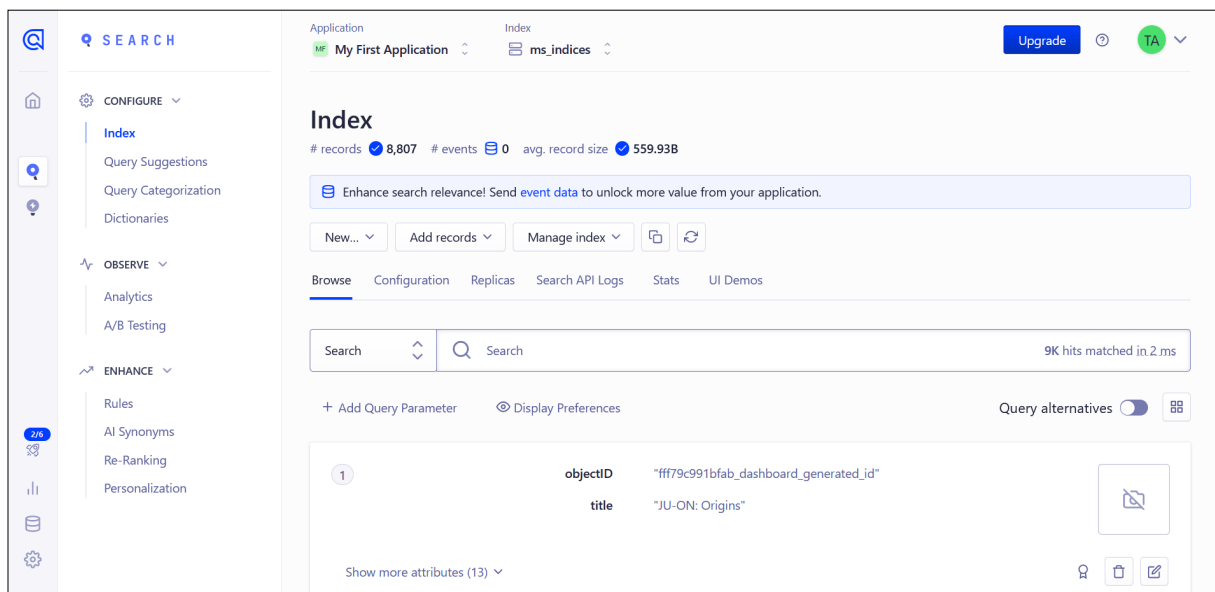 SEARCH
CONFIGURE
Index
Query Suggestions
Query Categorization
Dictionaries
OBSERVE
Analytics
A/B Testing
ENHANCE
Rules
AI Synonyms
Re-Ranking
Personalization
2/6
Application Index
MF My First Application ms_indices
Upgrade TA
Index
# records 8,807 # events 0 avg. record size 559.93B
Enhance search relevance! Send event data to unlock more value from your application.
New... Add records Manage index
Browse Configuration Replicas Search API Logs Stats UI Demos
Search Search 9K hits matched in 2 ms
+ Add Query Parameter Display Preferences Query alternatives
1 objectID "fff79c991bfab_dashboard_generated_id"
title "JU-ON: Origins"
Show more attributes (13)